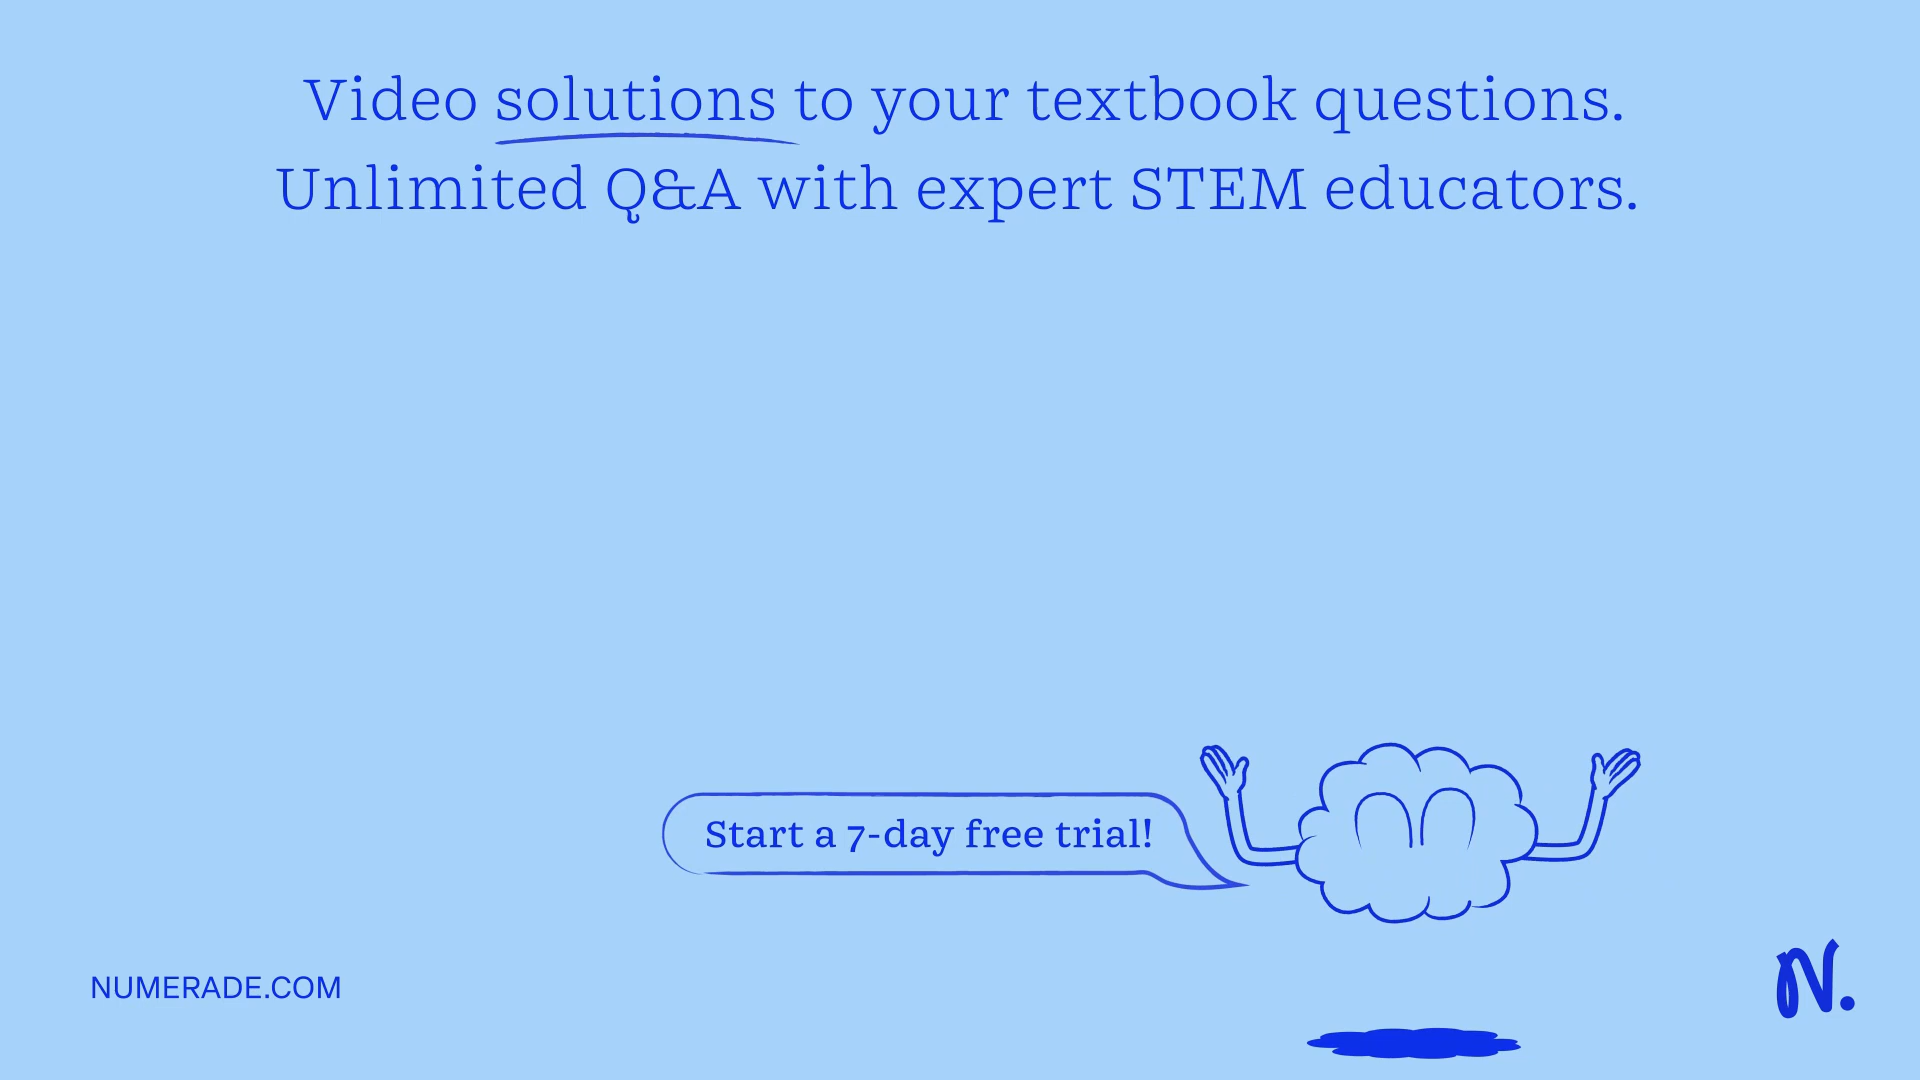 Video solutions to your textbook questions.
Unlimited Q&A with expert STEM educators.
Start a 7-day free trial!
NUMERADE.COM
N.